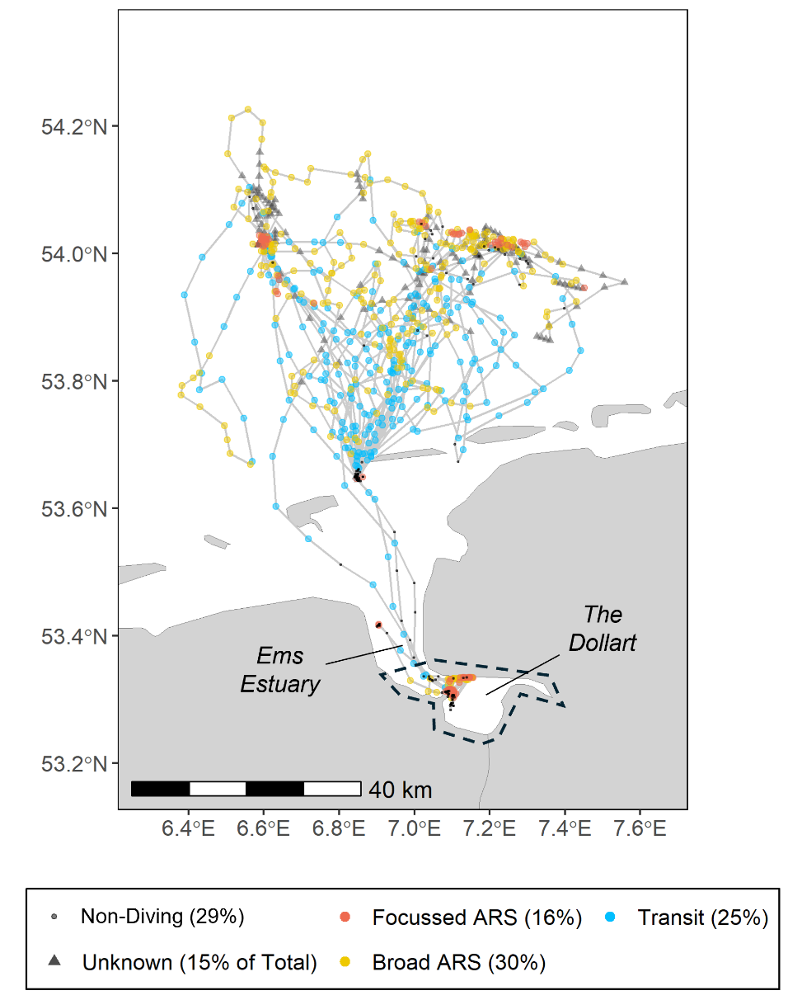 54.2°N
54.0°N
53.8°N
53.6°N
53.4°N
53.2°N
The
Dollart
Ems
Estuary
40 km
6.4°E 6.6°E 6.8°E 7.0°E 7.2°E 7.4°E 7.6°E
Non-Diving (29%) Focussed ARS (16%) Transit (25%)
Unknown (15% of Total) Broad ARS (30%)